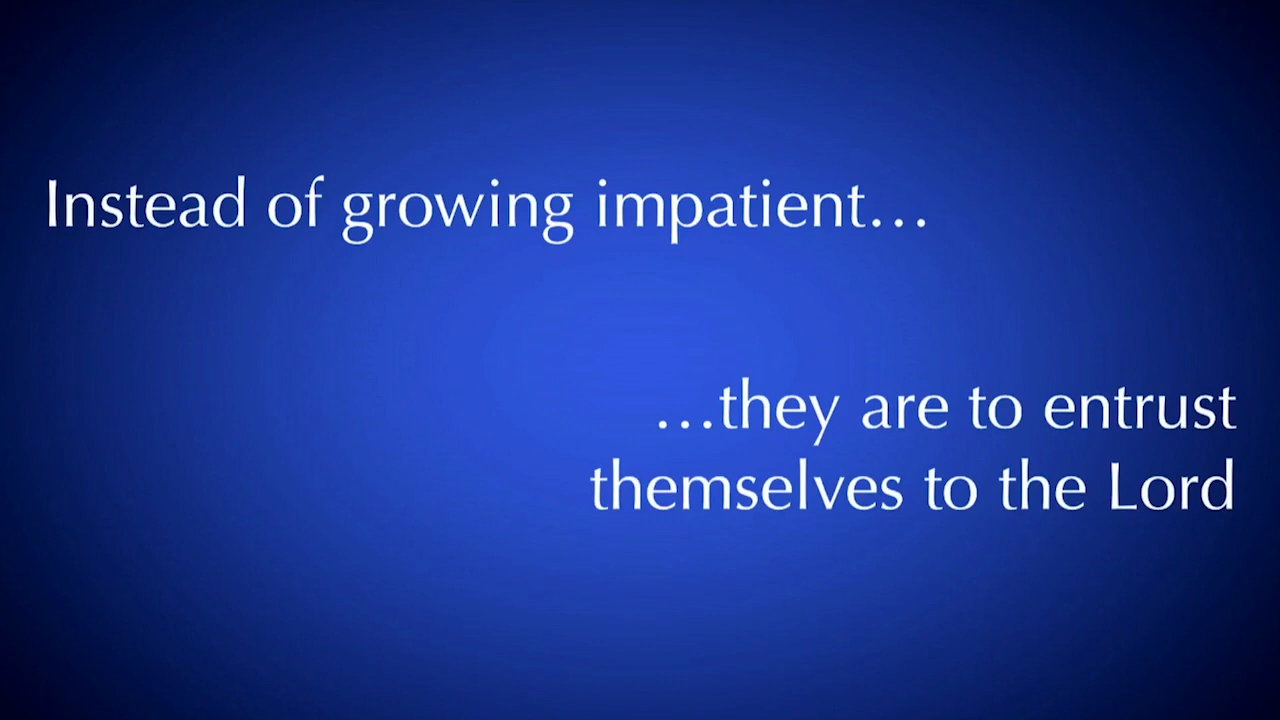 Instead of growing impatient…
…they are to entrust
themselves to the Lord